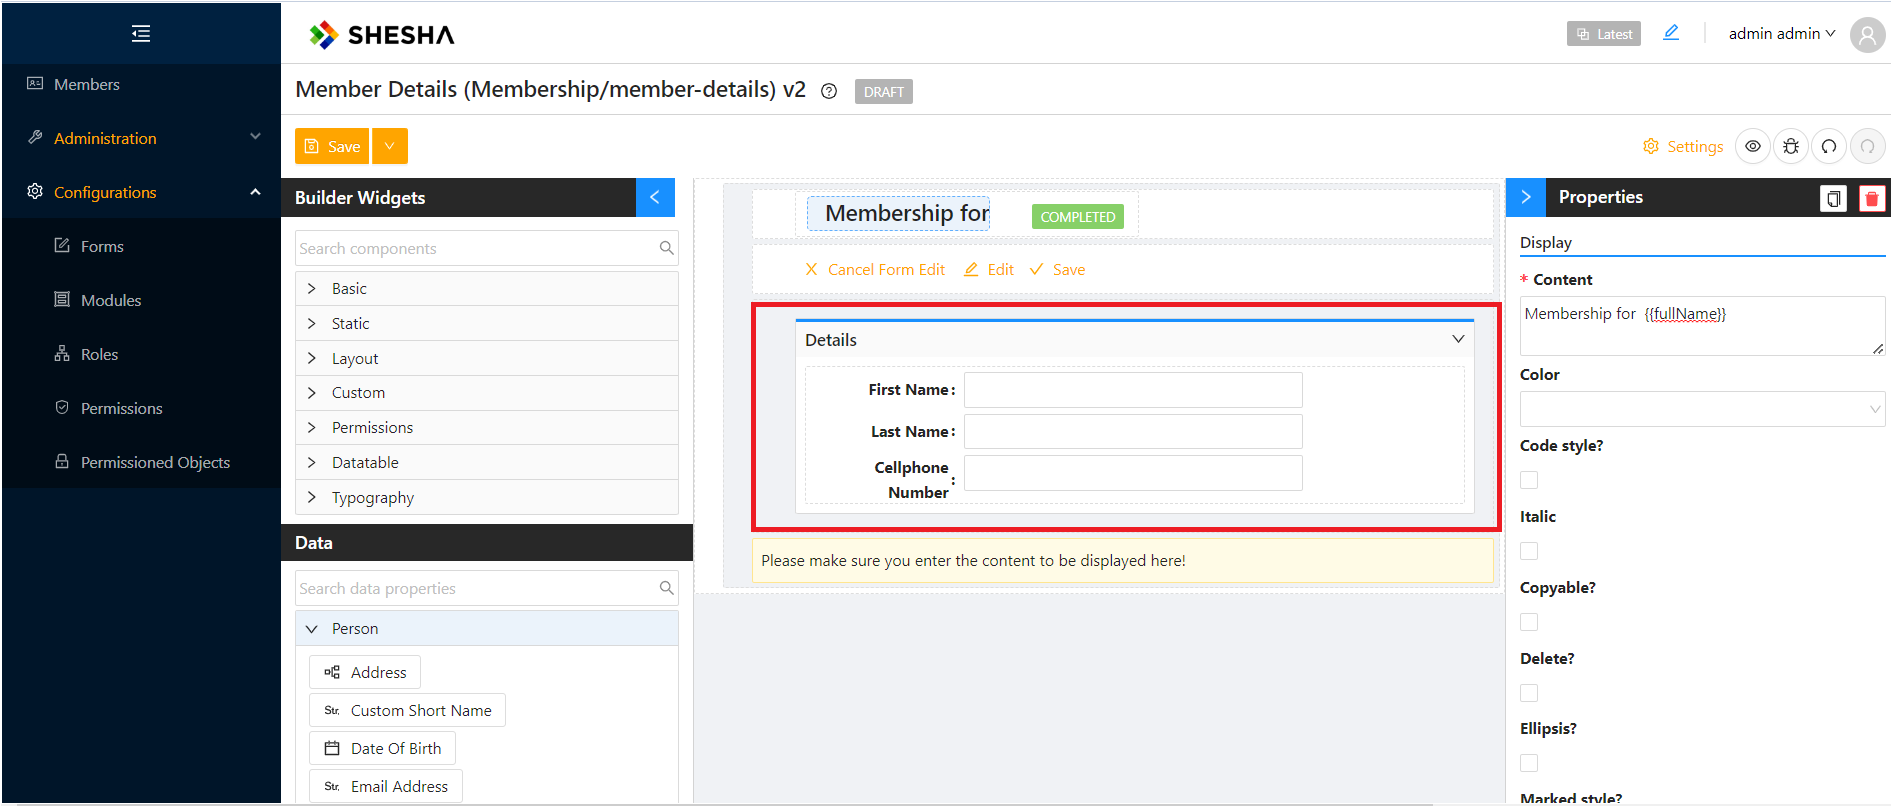 SHESHA
Latest
admin admin
Members
Administration
Configurations
Forms
Modules
Roles
Permissions
Permissioned Objects
Member Details (Membership/member-details) v2
DRAFT
Save
Settings
Builder Widgets
Search components
Basic
Static
Layout
Custom
Permissions
Datatable
Typography
Data
Search data properties
Person
Address
Str. Custom Short Name
Date Of Birth
Str. Email Address
Membership for
COMPLETED
Cancel Form Edit
Edit
Save
Details
First Name:
Last Name:
Cellphone
Number :
Please make sure you enter the content to be displayed here!
Properties
Display
* Content
Membership for {{fullName}}
Color
Code style?
Italic
Copyable?
Delete?
Ellipsis?
Marked style?